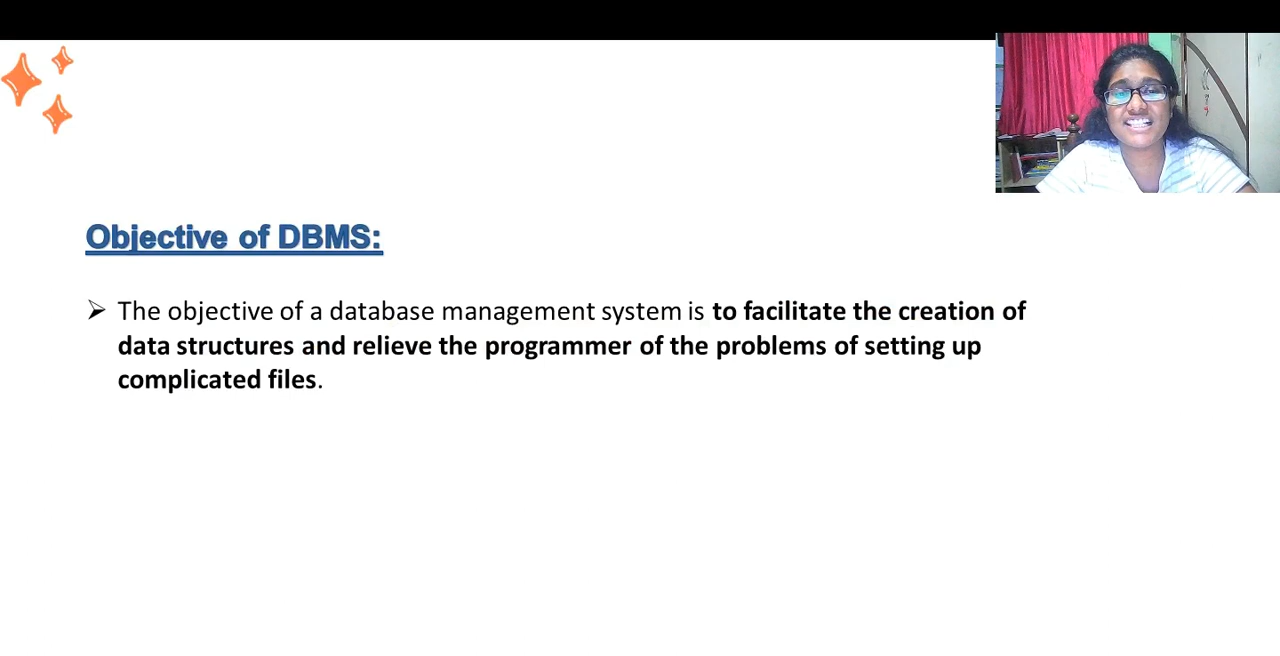 Objective of DBMS:
➢ The objective of a database management system is to facilitate the creation of
data structures and relieve the programmer of the problems of setting up
complicated files.